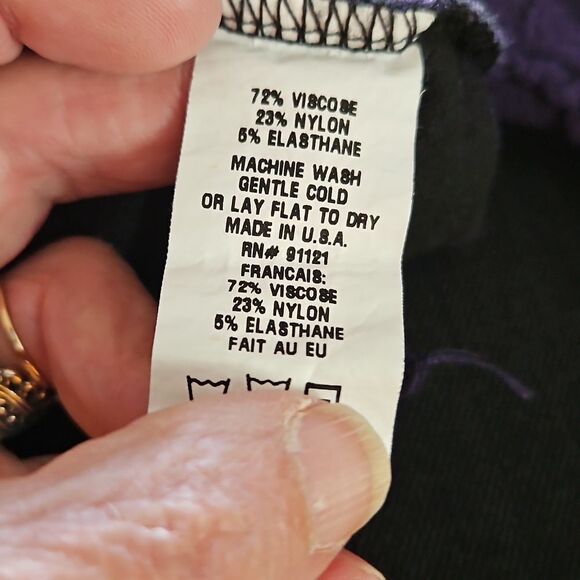 72% VISCOSE
23% NYLON
5% ELASTHANE
MACHINE WASH
GENTLE COLD
OR LAY FLAT TO DRY
MADE IN U.S.A.
RN# 91121
FRANCAIS:
72% VISCOSE
23% NYLON
5% ELASTHANE
FAIT AU EU